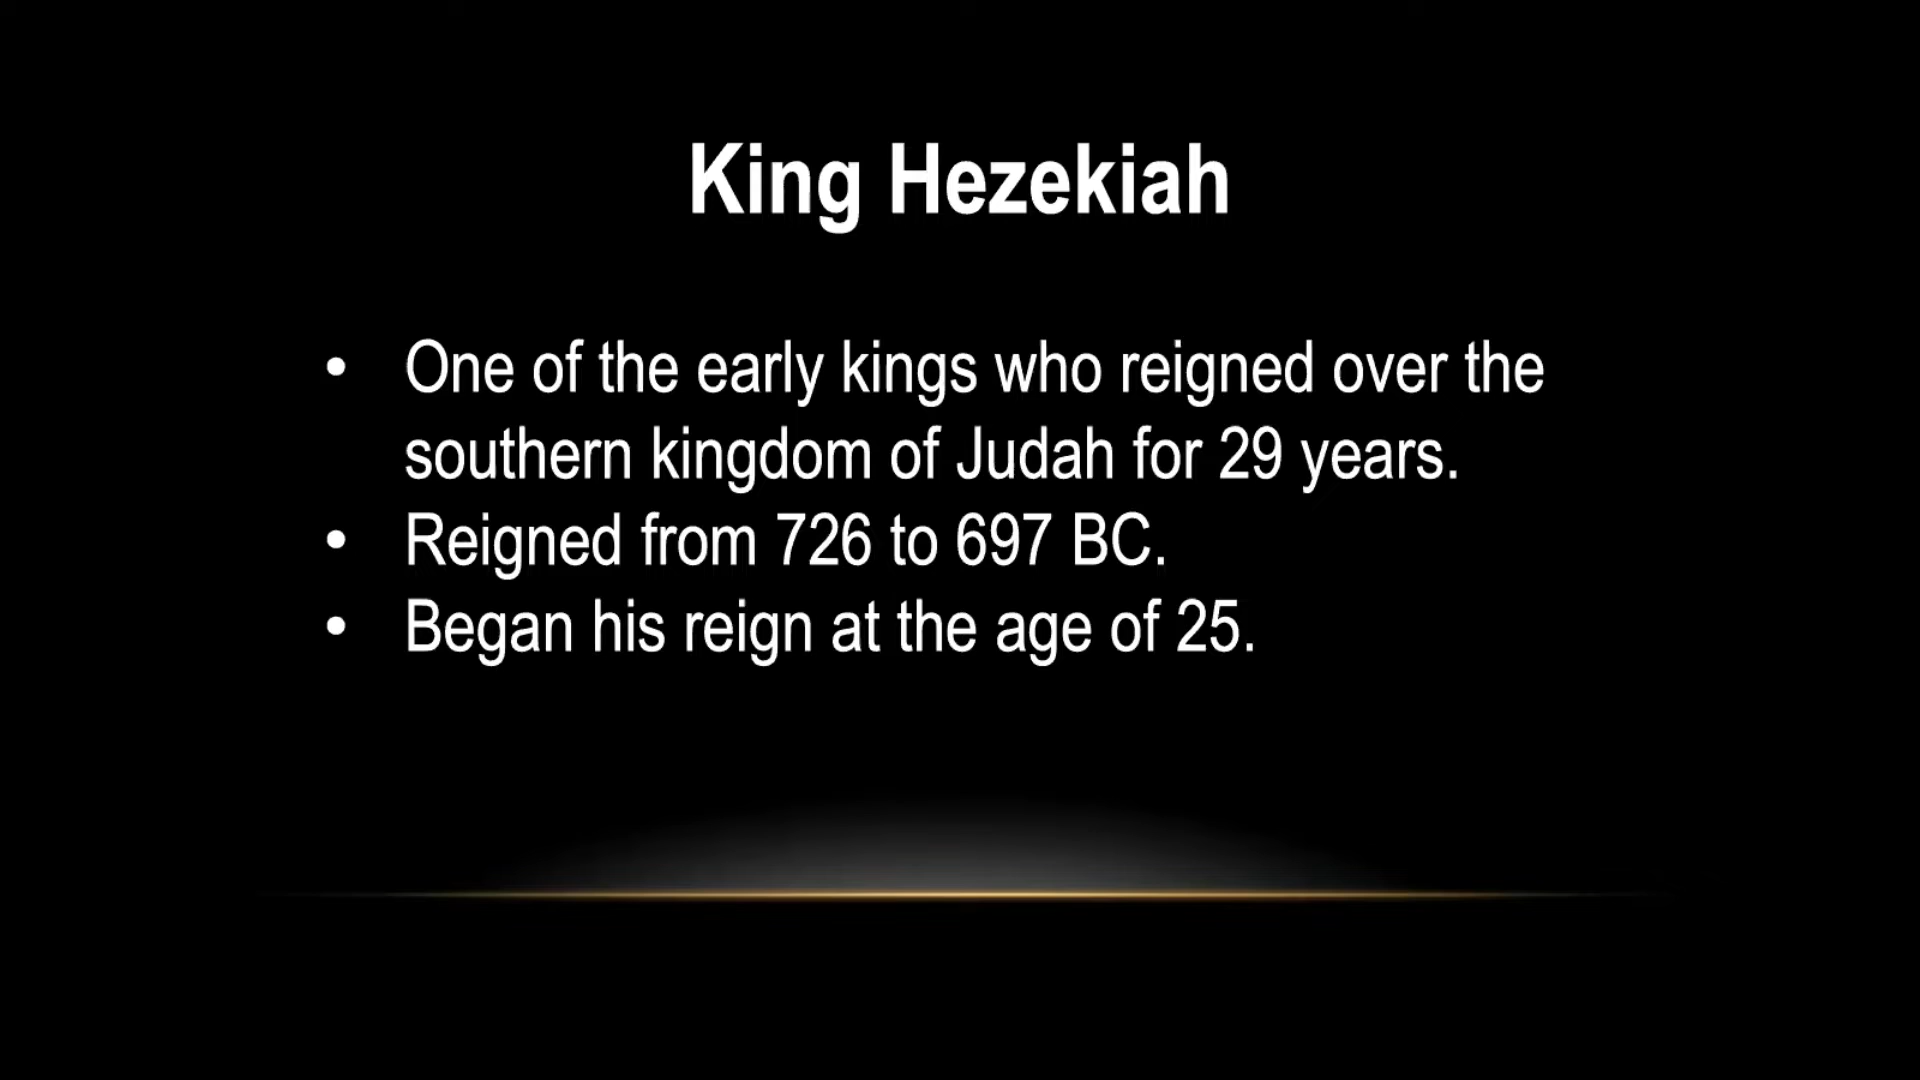 King Hezekiah
• One of the early kings who reigned over the
southern kingdom of Judah for 29 years.
• Reigned from 726 to 697 BC.
• Began his reign at the age of 25.